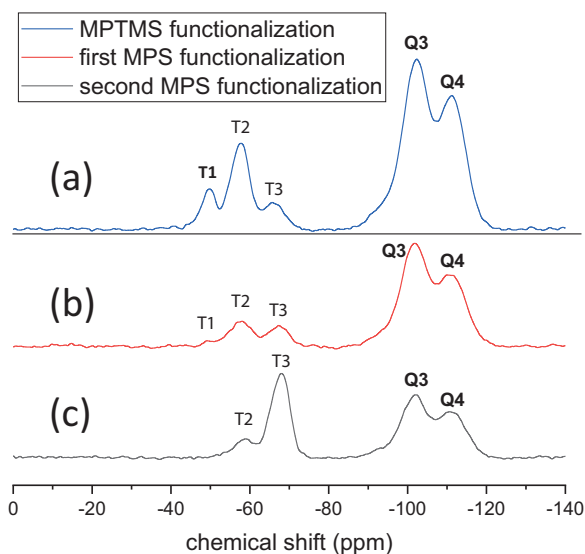 MPTMS functionalization
first MPS functionalization
second MPS functionalization
(a)
T1
T2
T3
Q3
Q4
(b)
T1
T2
T3
Q3
Q4
(c)
T2
T3
Q3
Q4
0 -20 -40 -60 -80 -100 -120 -140
chemical shift (ppm)